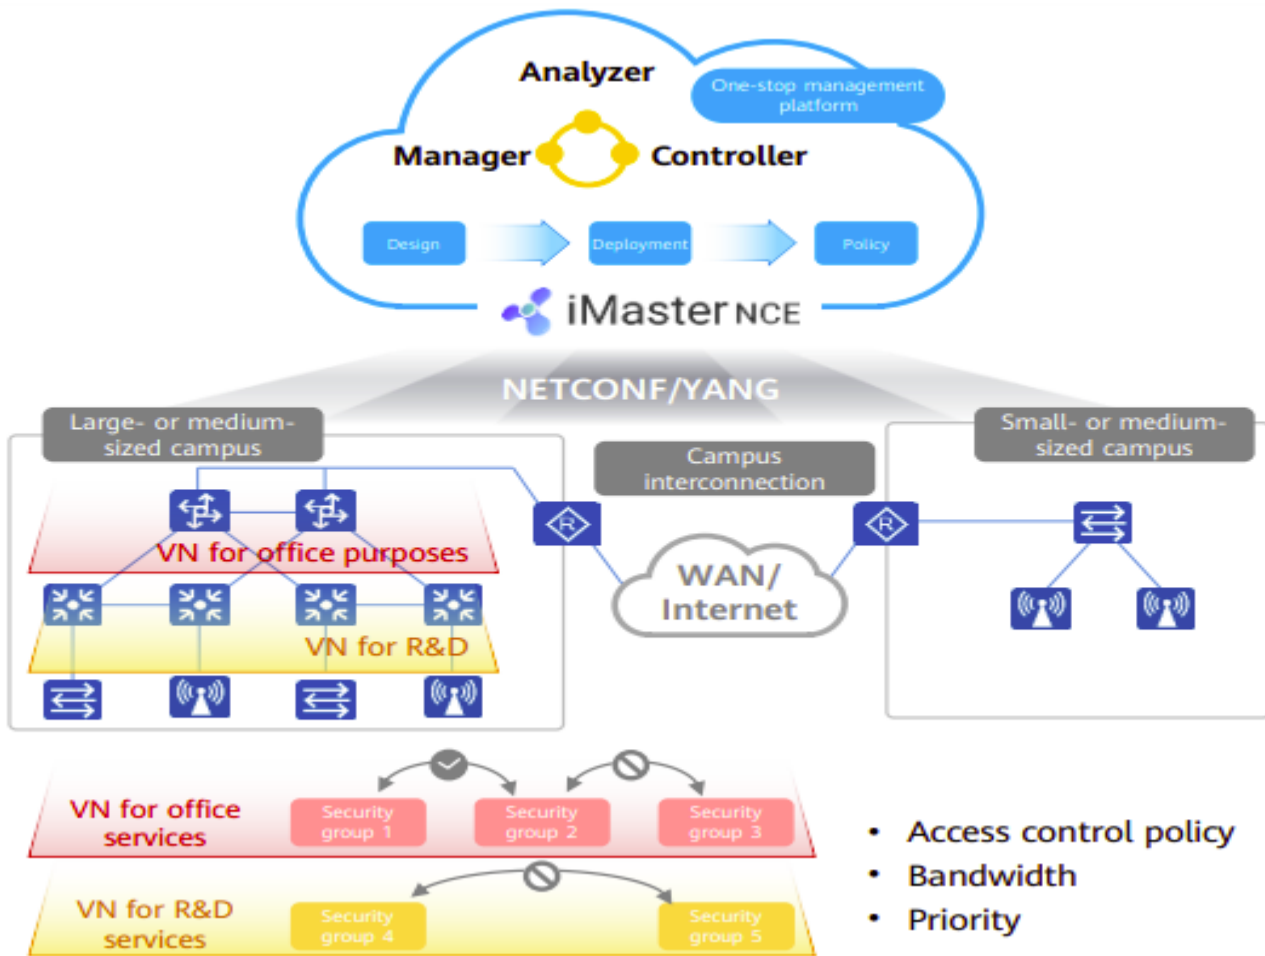 Analyzer
One-stop management
platform
Manager
Controller
Design
Deployment
Policy
iMaster NCE
NETCONF/YANG
Large- or medium-
sized campus
Campus
interconnection
Small- or medium-
sized campus
R
R
VN for office purposes
WAN/
Internet
VN for R&D
VN for office
services
Security
group 1
Security
group 2
Security
group 3
VN for R&D
services
Security
group 4
Security
group 5
• Access control policy
• Bandwidth
• Priority